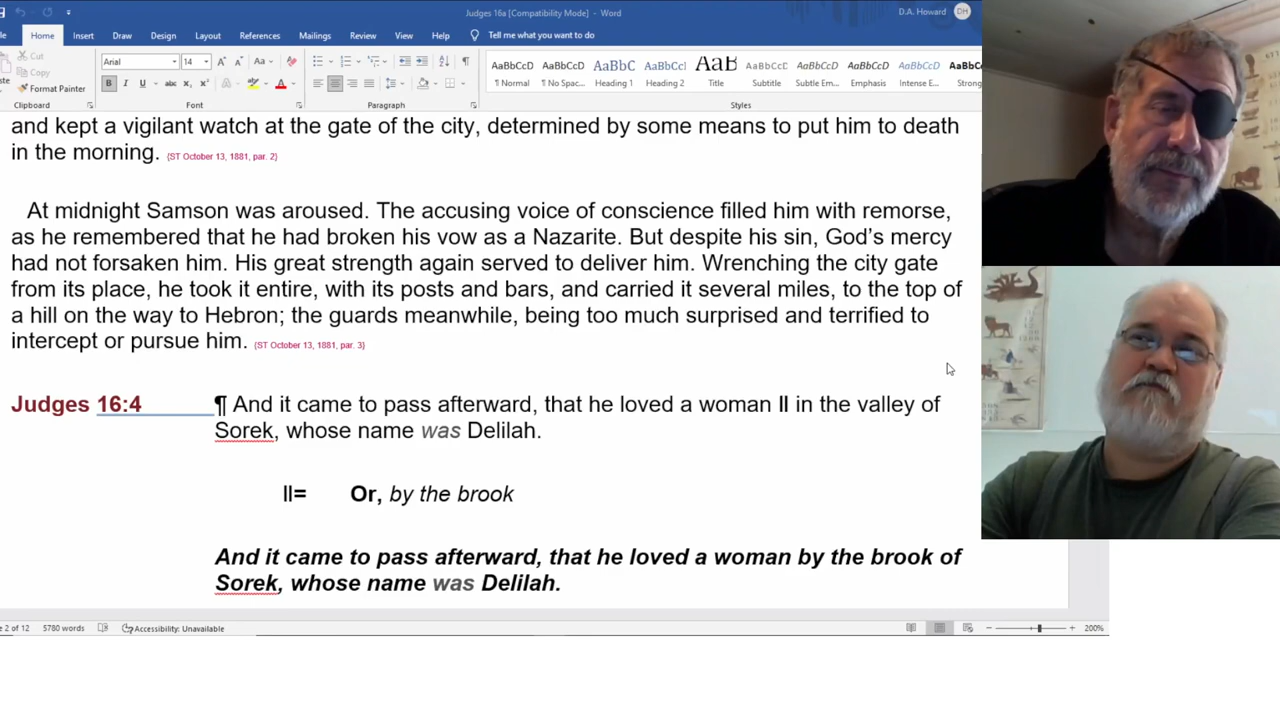 Judges 16a [Compatibility Mode] - Word
D.A. Howard DH
Home Insert Draw Design Layout References Mailings Review View Help Tell me what you want to do
Cut
Copy
Format Painter
Arial 14
Clipboard Font Paragraph Styles
AaBbCcD AaBbCcD AaBbC AaBbCcC AaB AaBbCcD AaBbCcD AaBbCcD AaBbCcD AaBbCc
¶ Normal ¶ No Spac... Heading 1 Heading 2 Title Subtitle Subtle Em... Emphasis Intense E... Strong
and kept a vigilant watch at the gate of the city, determined by some means to put him to death
in the morning. {ST October 13, 1881, par. 2}
At midnight Samson was aroused. The accusing voice of conscience filled him with remorse,
as he remembered that he had broken his vow as a Nazarite. But despite his sin, God's mercy
had not forsaken him. His great strength again served to deliver him. Wrenching the city gate
from its place, he took it entire, with its posts and bars, and carried it several miles, to the top of
a hill on the way to Hebron; the guards meanwhile, being too much surprised and terrified to
intercept or pursue him. {ST October 13, 1881, par. 3}
Judges 16:4 ¶ And it came to pass afterward, that he loved a woman ll in the valley of
Sorek, whose name was Delilah.
ll= Or, by the brook
And it came to pass afterward, that he loved a woman by the brook of
Sorek, whose name was Delilah.
e 2 of 12 5780 words Accessibility: Unavailable 200%